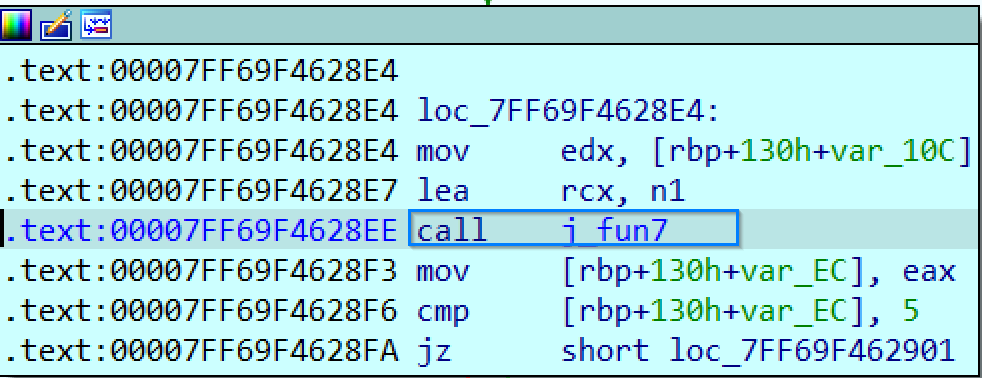 .text:00007FF69F4628E4
.text:00007FF69F4628E4 loc_7FF69F4628E4:
.text:00007FF69F4628E4 mov     edx, [rbp+130h+var_10C]
.text:00007FF69F4628E7 lea     rcx, n1
.text:00007FF69F4628EE call    j_fun7
.text:00007FF69F4628F3 mov     [rbp+130h+var_EC], eax
.text:00007FF69F4628F6 cmp     [rbp+130h+var_EC], 5
.text:00007FF69F4628FA jz      short loc_7FF69F462901